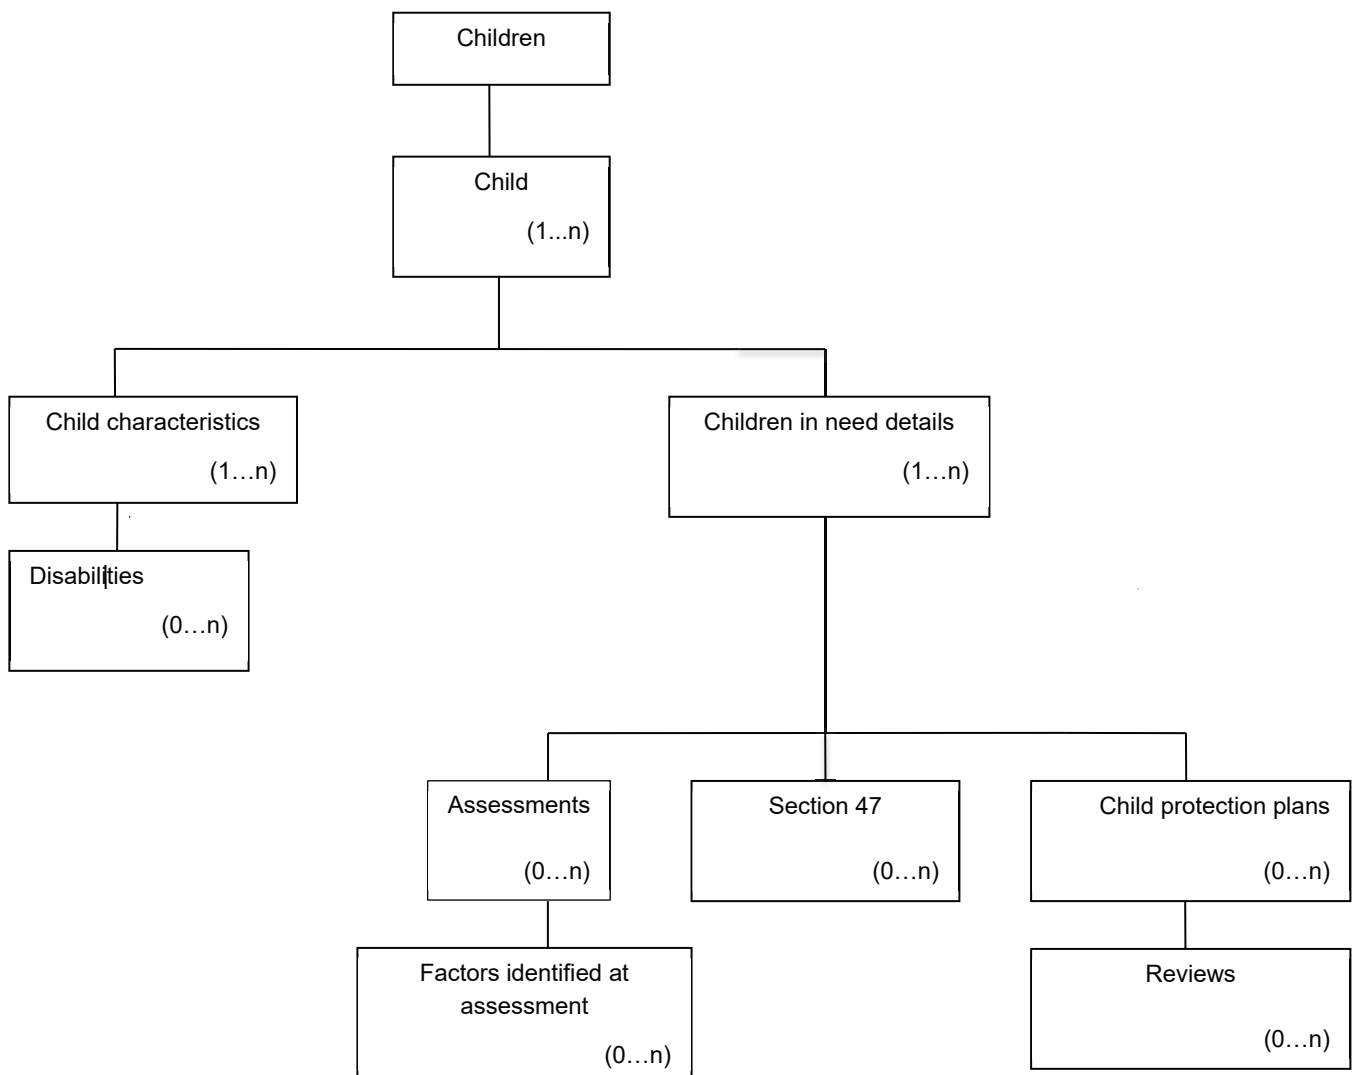 Children
Child
(1...n)
Child characteristics
(1…n)
Children in need details
(1…n)
Disabilities
(0…n)
Assessments
(0…n)
Section 47
(0…n)
Child protection plans
(0…n)
Factors identified at
assessment
(0…n)
Reviews
(0…n)